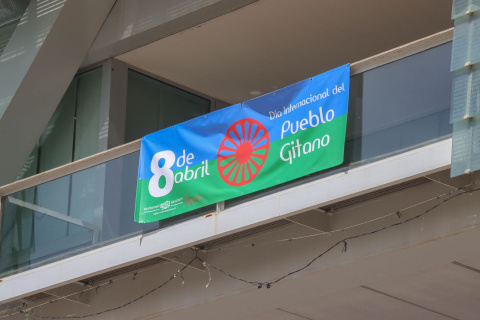 8 de
abril
Día internacional del
Pueblo
Gitano